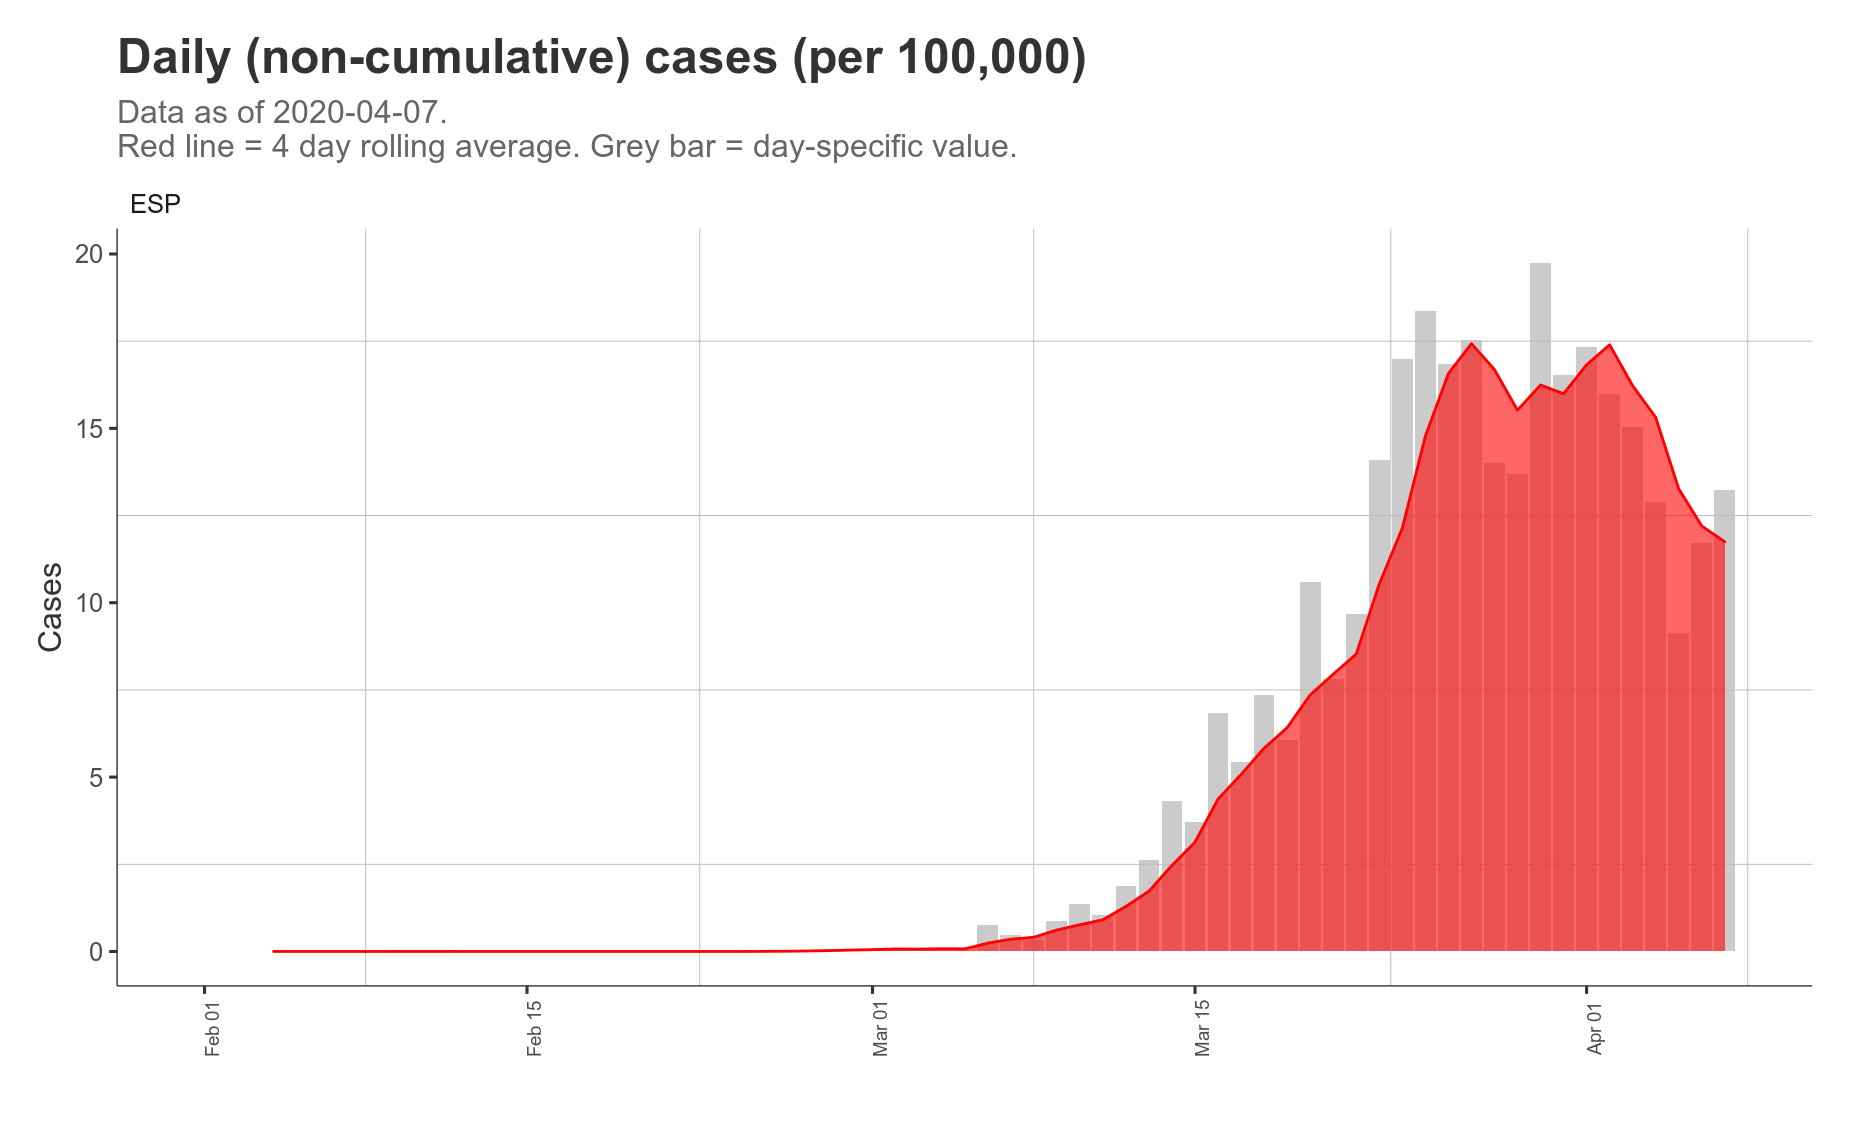 Daily (non-cumulative) cases (per 100,000)
Data as of 2020-04-07.
Red line = 4 day rolling average. Grey bar = day-specific value.
ESP
20
15
10
5
0
Cases
Feb 01
Feb 15
Mar 01
Mar 15
Apr 01